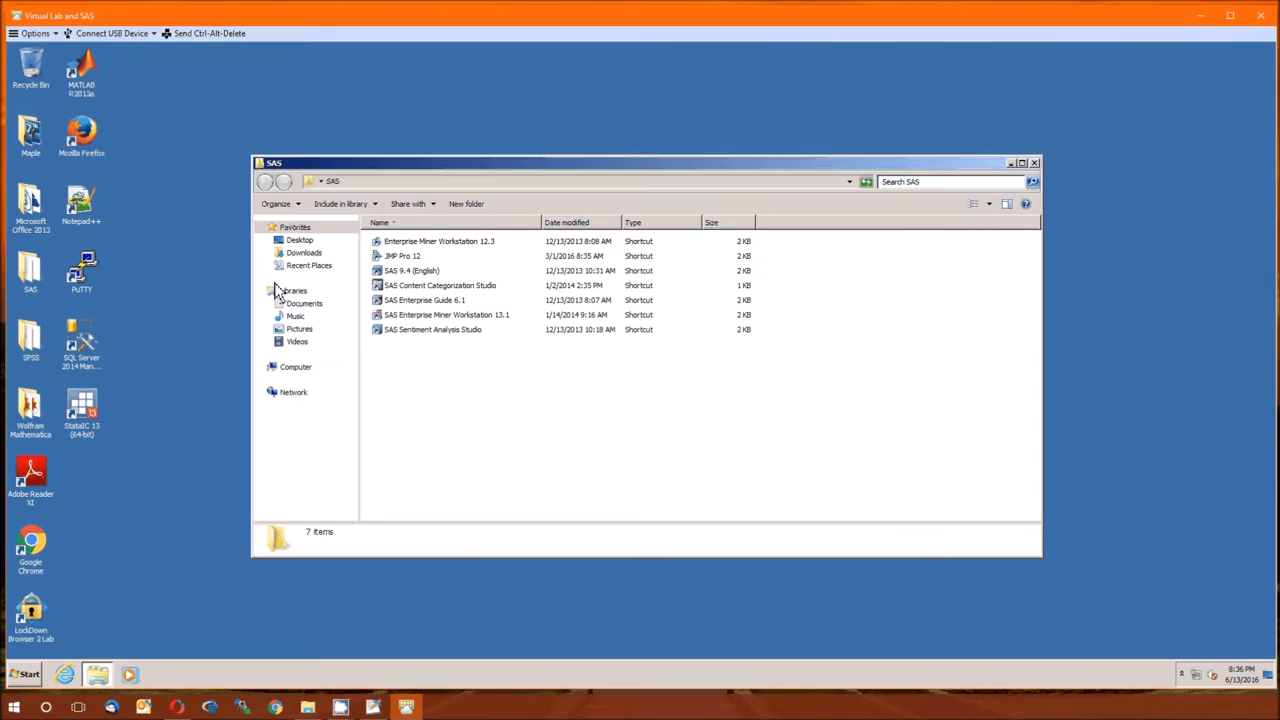 Virtual Lab and SAS
Options Connect USB Device Send Ctrl-Alt-Delete
Recycle Bin
MATLAB R2013a
Maple
Mozilla Firefox
Microsoft Office 2013
Notepad++
SAS
PuTTY
SPSS
SQL Server 2014 Man...
Wolfram Mathematica
StataIC 13 (64-bit)
13
Adobe Reader XI
Google Chrome
LockDown Browser 2 Lab
SAS
SAS
Search SAS
Organize Include in library Share with New folder
Favorites
Desktop
Downloads
Recent Places
Libraries
Documents
Music
Pictures
Videos
Computer
Network
Name Date modified Type Size
Enterprise Miner Workstation 12.3 12/13/2013 8:08 AM Shortcut 2 KB
JMP Pro 12 3/1/2016 8:35 AM Shortcut 2 KB
SAS 9.4 (English) 12/13/2013 10:31 AM Shortcut 2 KB
SAS Content Categorization Studio 1/2/2014 2:35 PM Shortcut 1 KB
SAS Enterprise Guide 6.1 12/13/2013 8:07 AM Shortcut 2 KB
SAS Enterprise Miner Workstation 13.1 1/14/2014 9:16 AM Shortcut 2 KB
SAS Sentiment Analysis Studio 12/13/2013 10:18 AM Shortcut 2 KB
7 items
Start
8:36 PM
6/13/2016